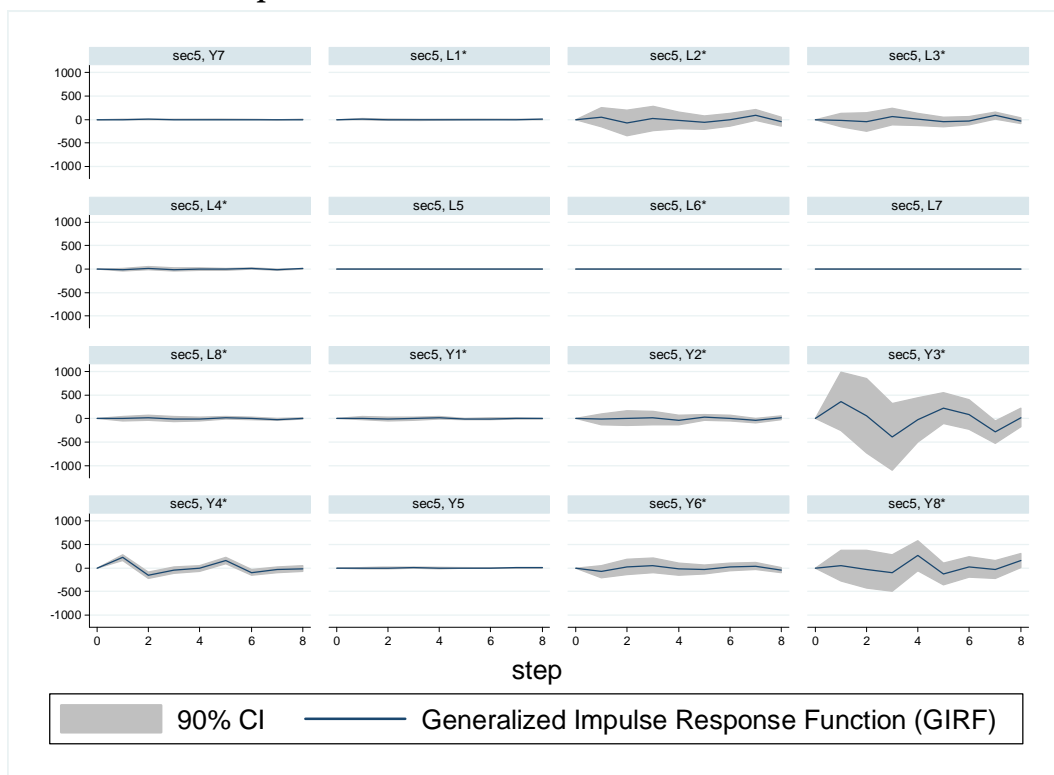 sec5, Y7
sec5, L1*
sec5, L2*
sec5, L3*
1000
500
0
-500
-1000
sec5, L4*
sec5, L5
sec5, L6*
sec5, L7
1000
500
0
-500
-1000
sec5, L8*
sec5, Y1*
sec5, Y2*
sec5, Y3*
1000
500
0
-500
-1000
sec5, Y4*
sec5, Y5
sec5, Y6*
sec5, Y8*
1000
500
0
-500
-1000
0 2 4 6 8
0 2 4 6 8
0 2 4 6 8
0 2 4 6 8
step
90% CI
Generalized Impulse Response Function (GIRF)